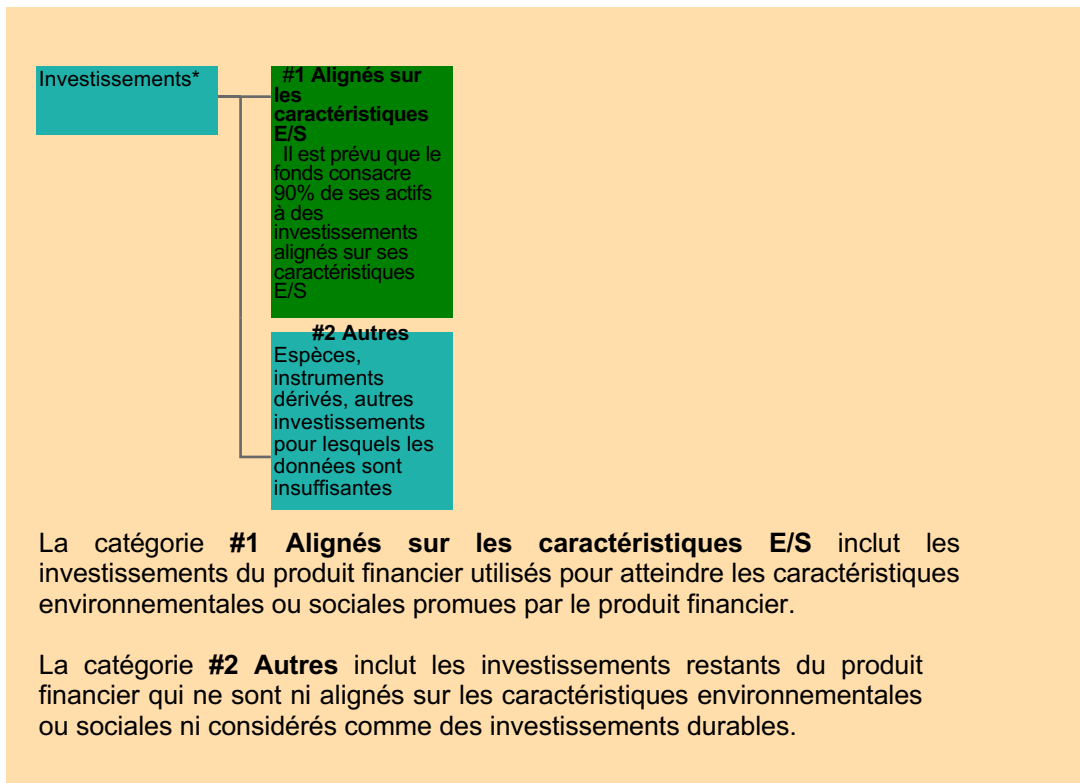 Investissements*
#1 Alignés sur
les
caractéristiques
E/S
Il est prévu que le
fonds consacre
90% de ses actifs
à des
investissements
alignés sur ses
caractéristiques
E/S
#2 Autres
Espèces,
instruments
dérivés, autres
investissements
pour lesquels les
données sont
insuffisantes
La catégorie #1 Alignés sur les caractéristiques E/S inclut les
investissements du produit financier utilisés pour atteindre les caractéristiques
environnementales ou sociales promues par le produit financier.
La catégorie #2 Autres inclut les investissements restants du produit
financier qui ne sont ni alignés sur les caractéristiques environnementales
ou sociales ni considérés comme des investissements durables.